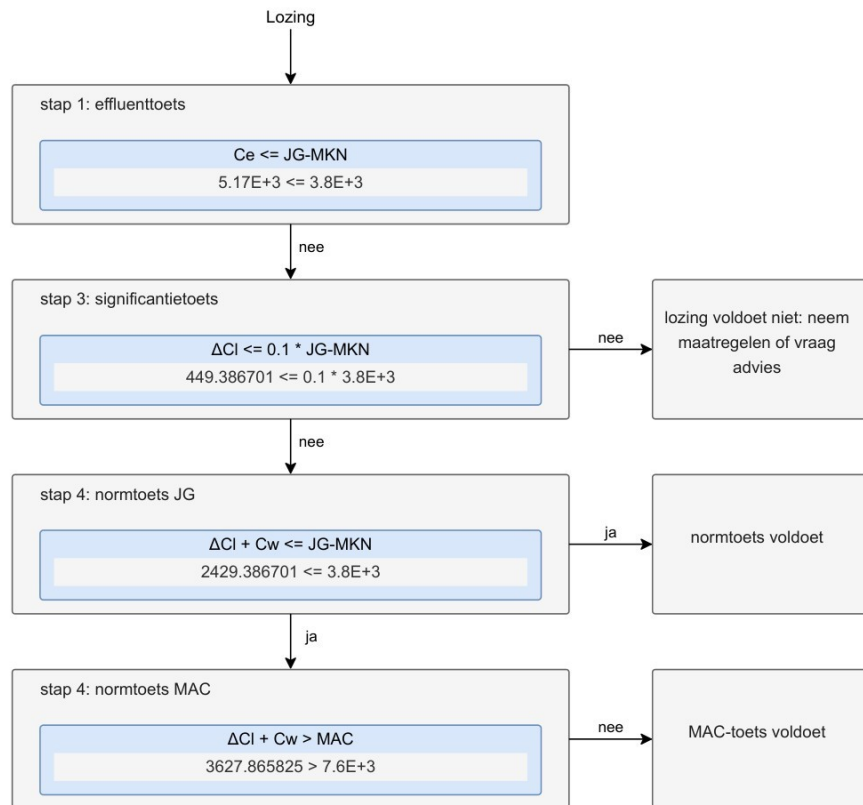 Lozing
stap 1: effluenttoets
Ce <= JG-MKN
5.17E+3 <= 3.8E+3
nee
stap 3: significantietoets
ΔCl <= 0.1 * JG-MKN
449.386701 <= 0.1 * 3.8E+3
nee
lozing voldoet niet: neem
maatregelen of vraag
advies
nee
stap 4: normtoets JG
ΔCl + Cw <= JG-MKN
2429.386701 <= 3.8E+3
ja
normtoets voldoet
ja
stap 4: normtoets MAC
ΔCl + Cw > MAC
3627.865825 > 7.6E+3
nee
MAC-toets voldoet